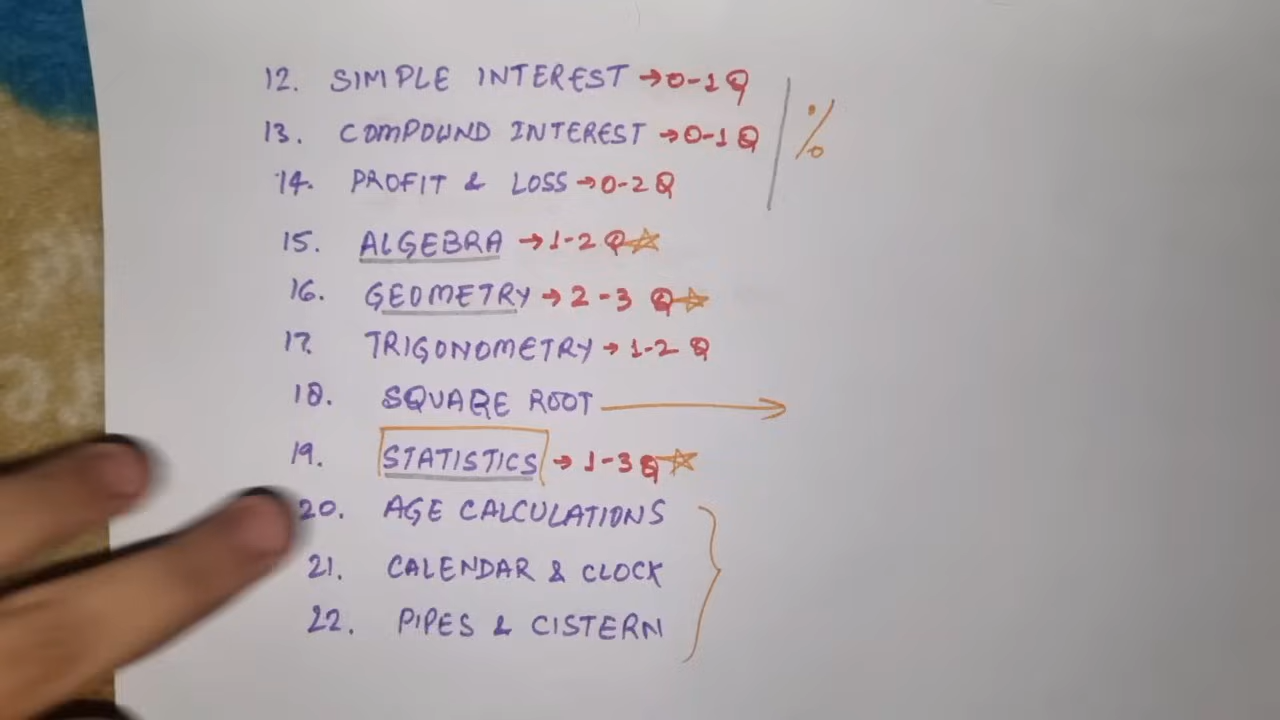 12. SIMPLE INTEREST →0-1 Q
13. COMPOUND INTEREST →0-1 Q
%
14. PROFIT & LOSS →0-2 Q
15. ALGEBRA →1-2 Q☆
16. GEOMETRY →2-3 Q☆
17. TRIGONOMETRY →1-2 Q
18. SQUARE ROOT →
19. STATISTICS →1-3 Q☆
20. AGE CALCULATIONS
21. CALENDAR & CLOCK
22. PIPES & CISTERN